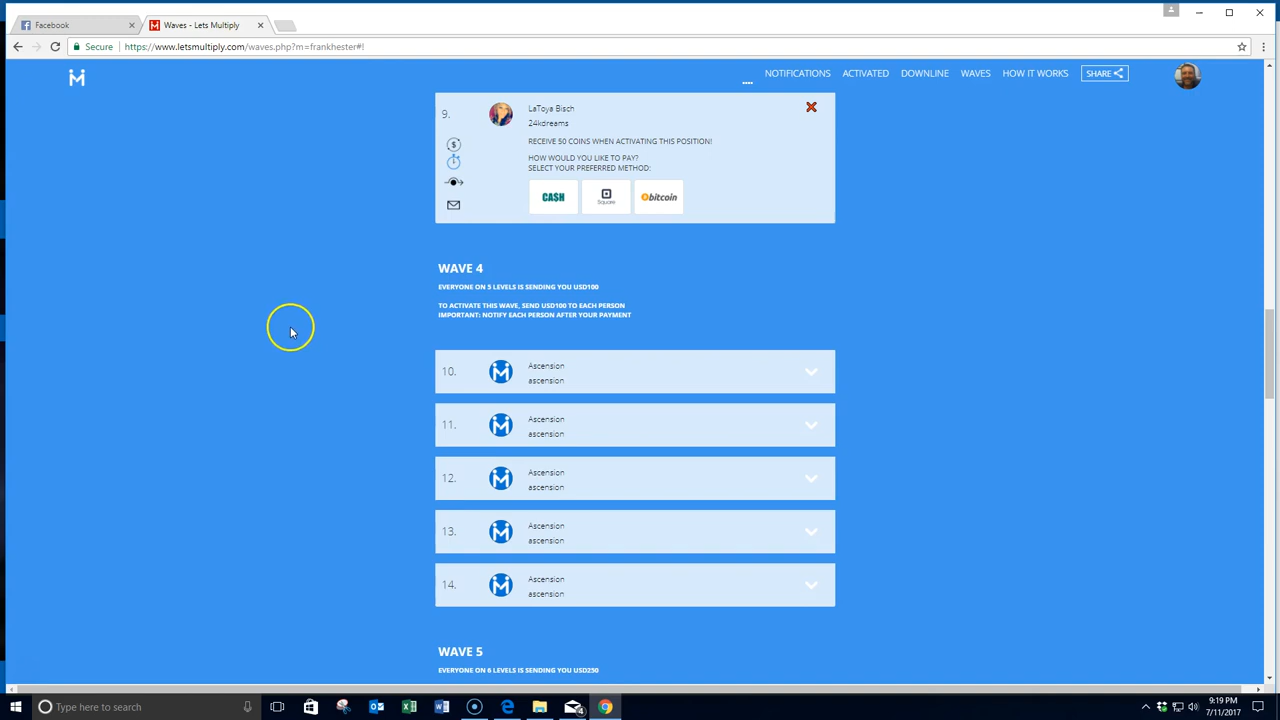 Facebook
Waves - Lets Multiply
Secure
https://www.letsmultiply.com/waves.php?m=frankhester#!
NOTIFICATIONS ACTIVATED DOWNLINE WAVES HOW IT WORKS SHARE
9.
LaToya Bisch
24kdreams
RECEIVE 50 COINS WHEN ACTIVATING THIS POSITION!
HOW WOULD YOU LIKE TO PAY?
SELECT YOUR PREFERRED METHOD:
CA$H Square bitcoin
WAVE 4
EVERYONE ON 5 LEVELS IS SENDING YOU USD100
TO ACTIVATE THIS WAVE, SEND USD100 TO EACH PERSON
IMPORTANT: NOTIFY EACH PERSON AFTER YOUR PAYMENT
10.
Ascension
ascension
11.
Ascension
ascension
12.
Ascension
ascension
13.
Ascension
ascension
14.
Ascension
ascension
WAVE 5
EVERYONE ON 6 LEVELS IS SENDING YOU USD250
Type here to search
9:19 PM
7/11/2017